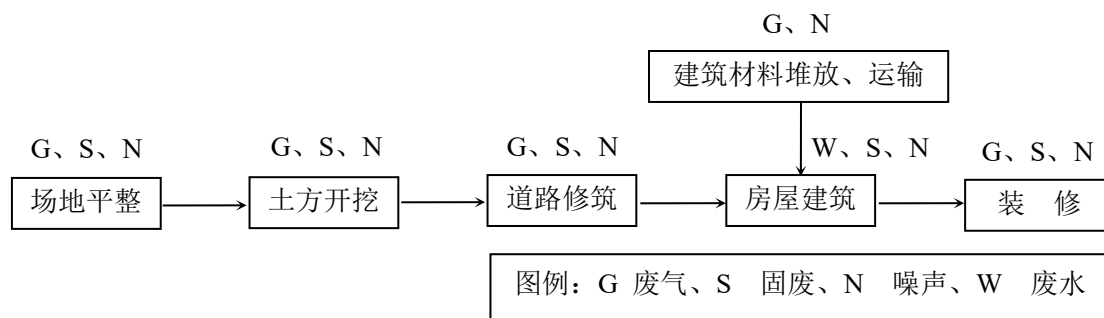 G、N
建筑材料堆放、运输
G、S、N
G、S、N
G、S、N
W、S、N
G、S、N
场地平整
土方开挖
道路修筑
房屋建筑
装 修
图例：G 废气、S 固废、N 噪声、W 废水